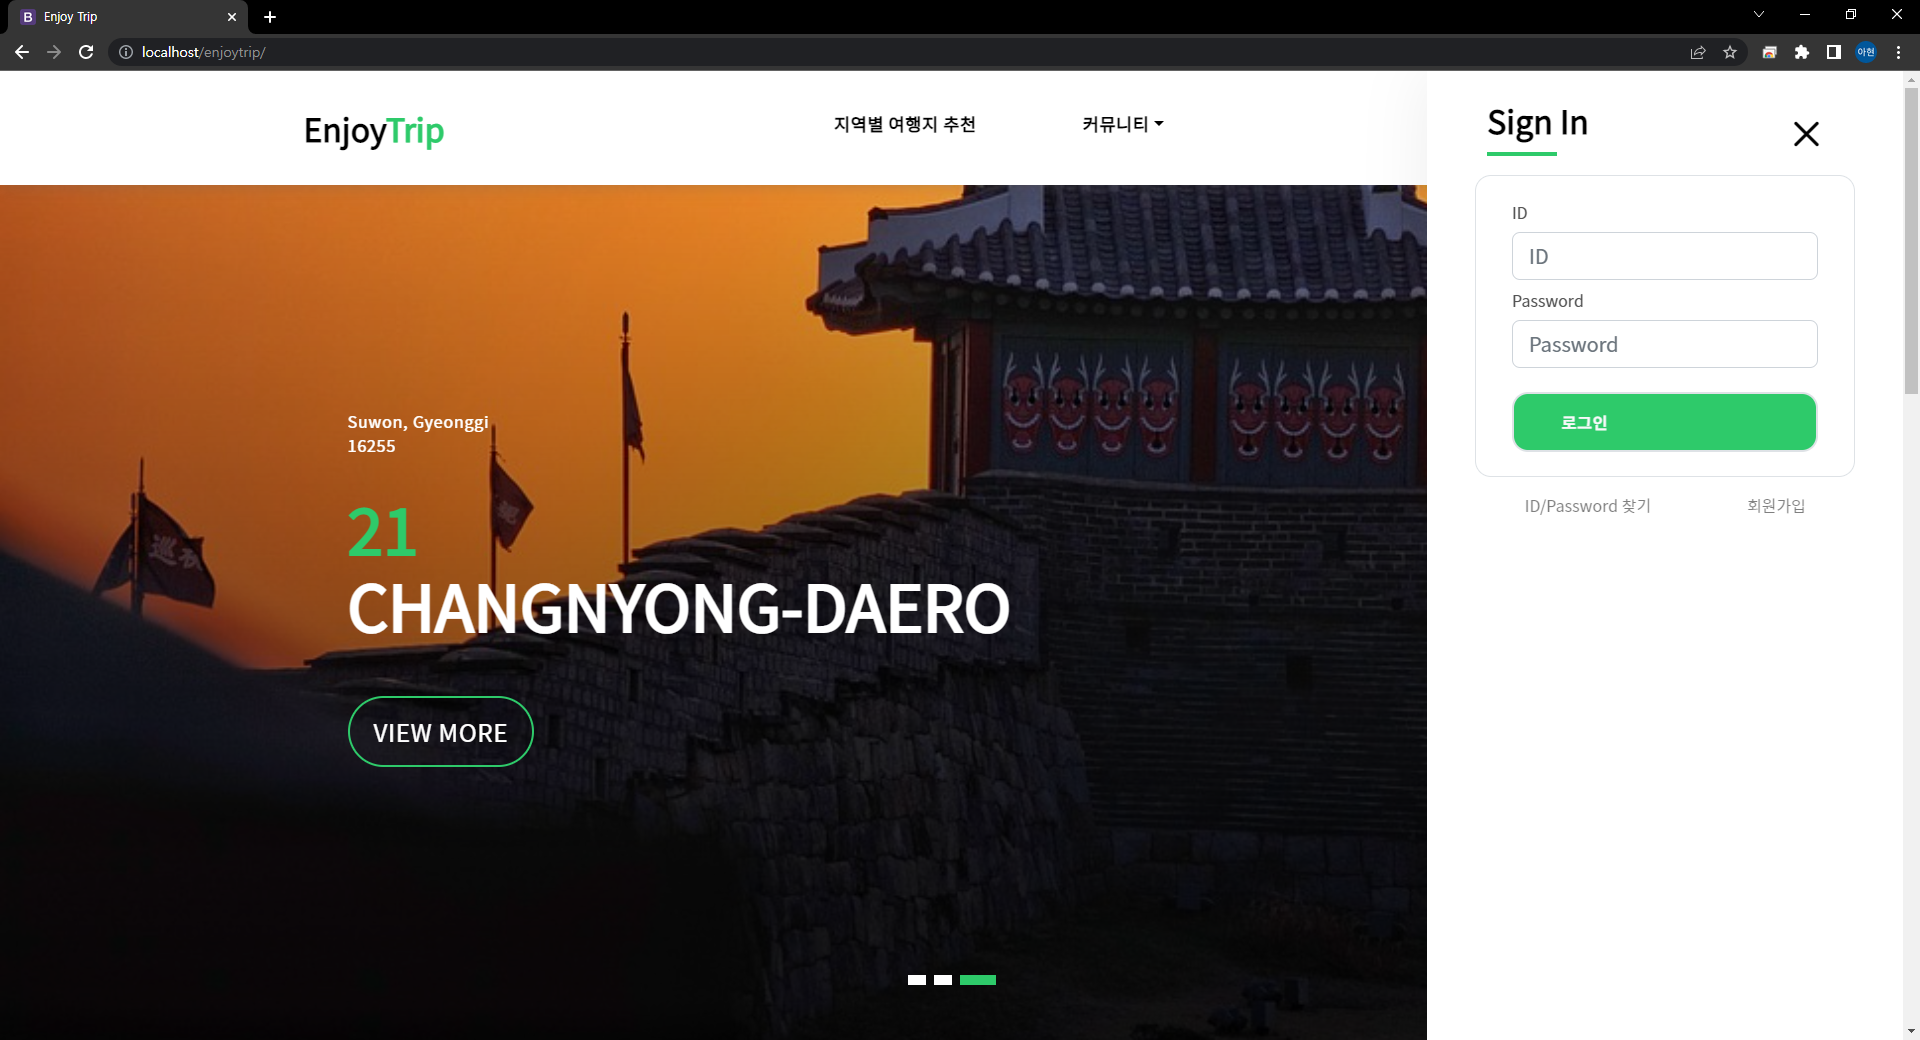 Enjoy Trip
localhost/enjoytrip/
아현
EnjoyTrip
지역별 여행지 추천
커뮤니티
Sign In
ID
ID
Password
Password
로그인
ID/Password 찾기
회원가입
Suwon, Gyeonggi
16255
21
CHANGNYONG-DAERO
VIEW MORE